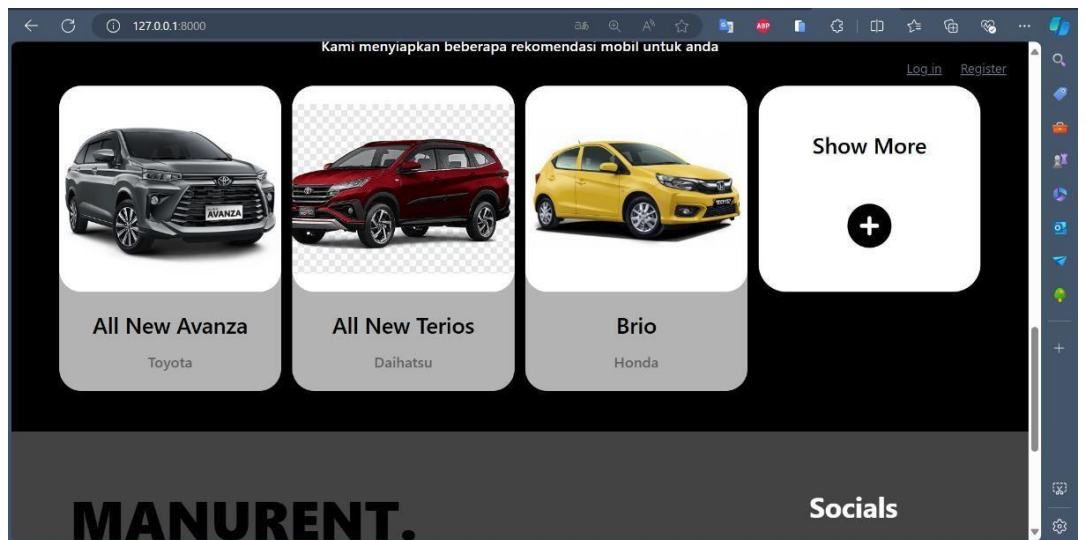 127.0.0.1:8000
Kami menyiapkan beberapa rekomendasi mobil untuk anda
Log in Register
AVANZA
Show More
All New Avanza
Toyota
All New Terios
Daihatsu
Brio
Honda
MANURENT.
Socials